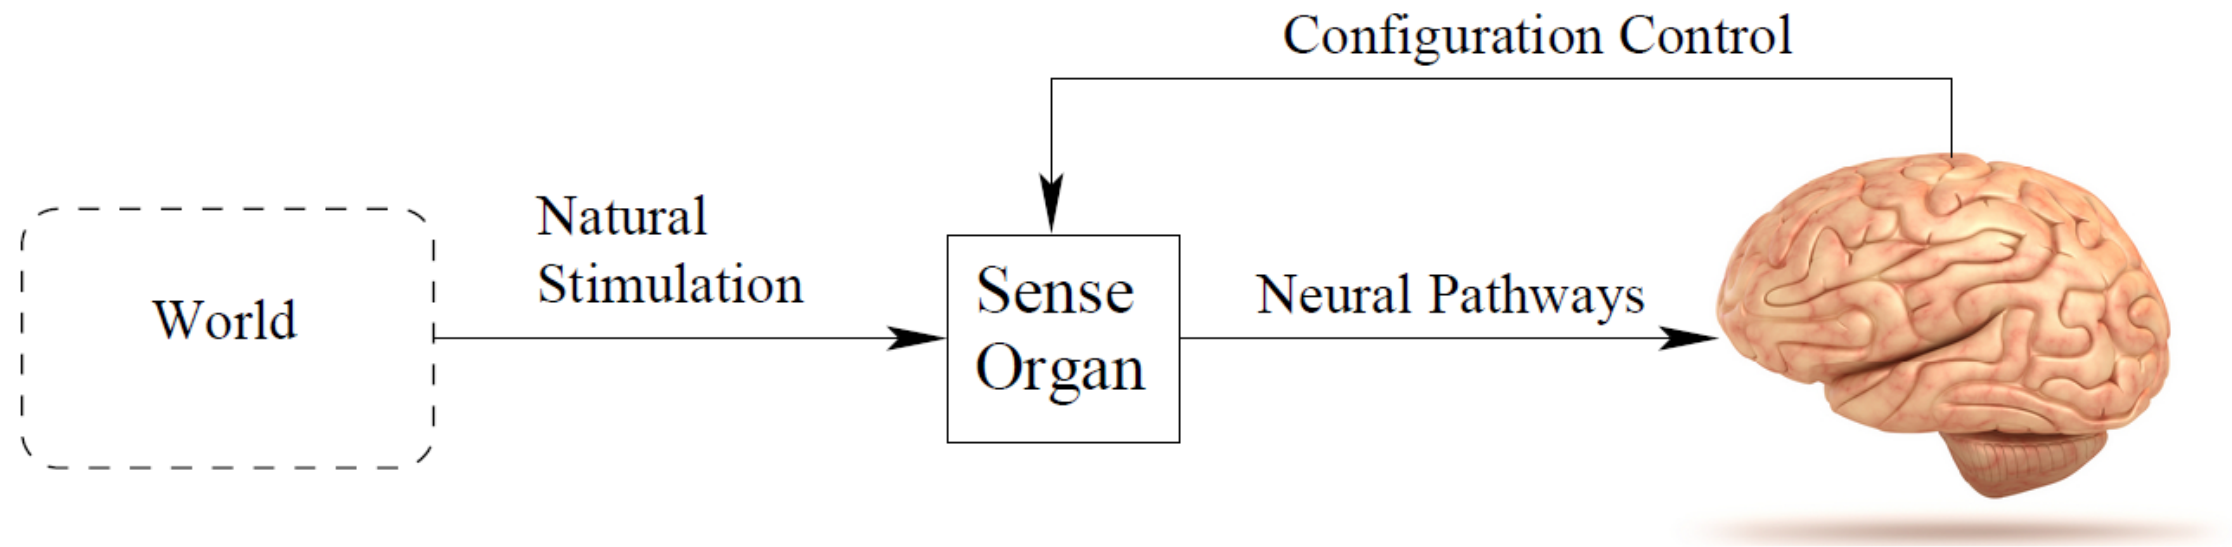 Configuration Control
Natural
Stimulation
World
Sense
Organ
Neural Pathways